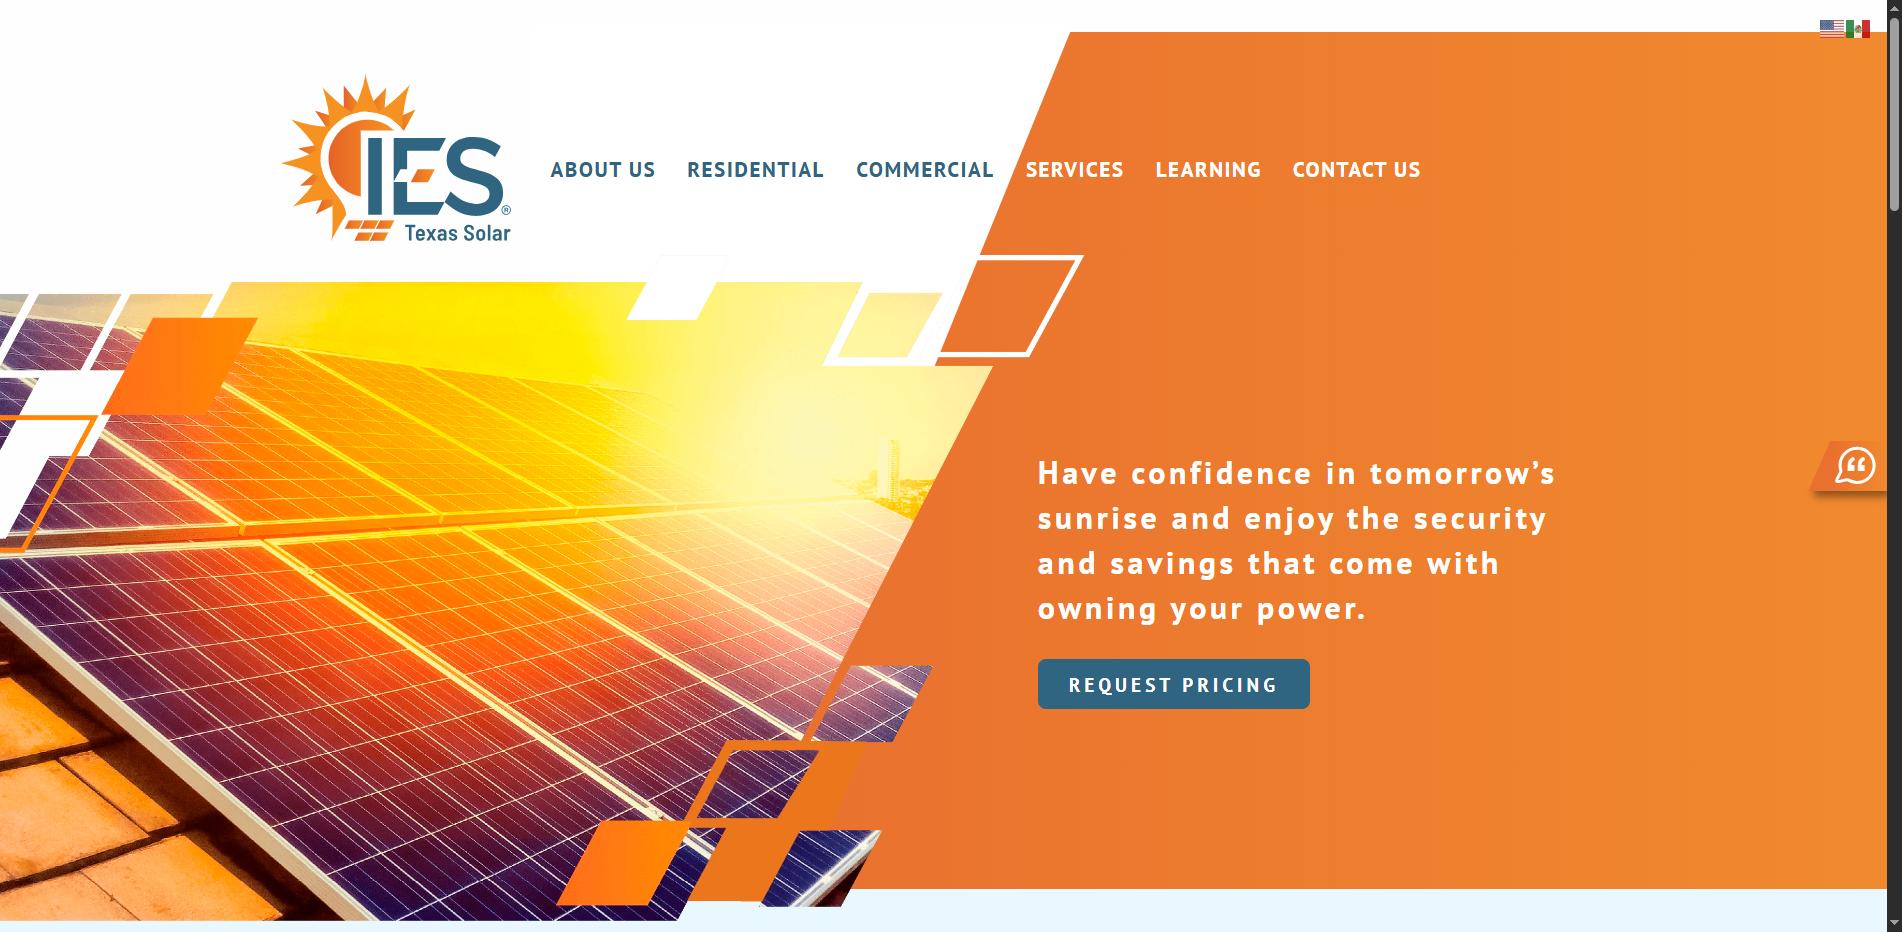 IES®
Texas Solar
ABOUT US RESIDENTIAL COMMERCIAL SERVICES LEARNING CONTACT US
Have confidence in tomorrow’s
sunrise and enjoy the security
and savings that come with
owning your power.
REQUEST PRICING